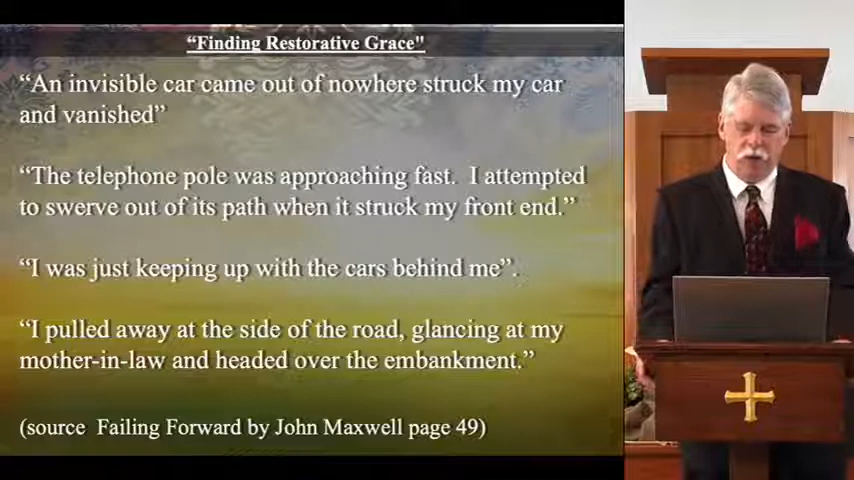 “Finding Restorative Grace"
“An invisible car came out of nowhere struck my car
and vanished”
“The telephone pole was approaching fast.  I attempted
to swerve out of its path when it struck my front end.”
“I was just keeping up with the cars behind me”.
“I pulled away at the side of the road, glancing at my
mother-in-law and headed over the embankment.”
(source  Failing Forward by John Maxwell page 49)